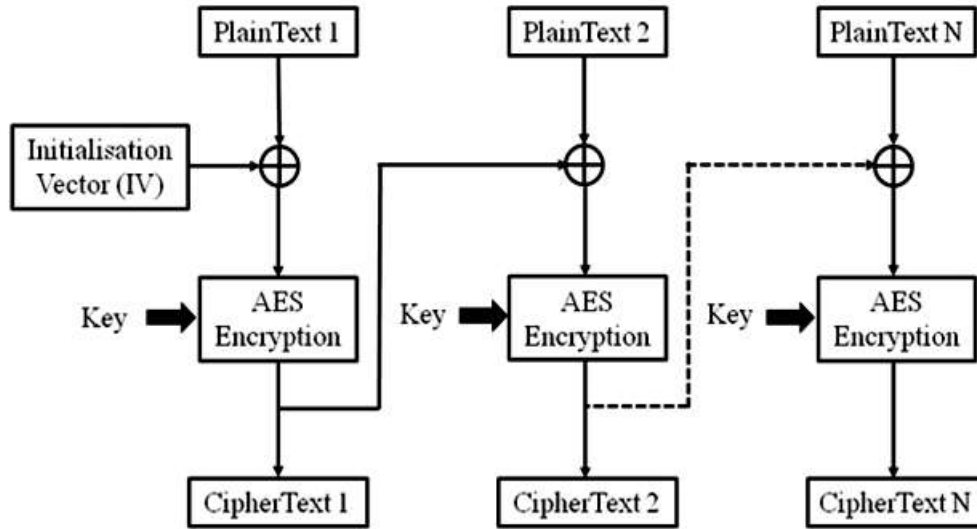 PlainText 1
PlainText 2
PlainText N
Initialisation
Vector (IV)
Key
AES
Encryption
Key
AES
Encryption
Key
AES
Encryption
CipherText 1
CipherText 2
CipherText N